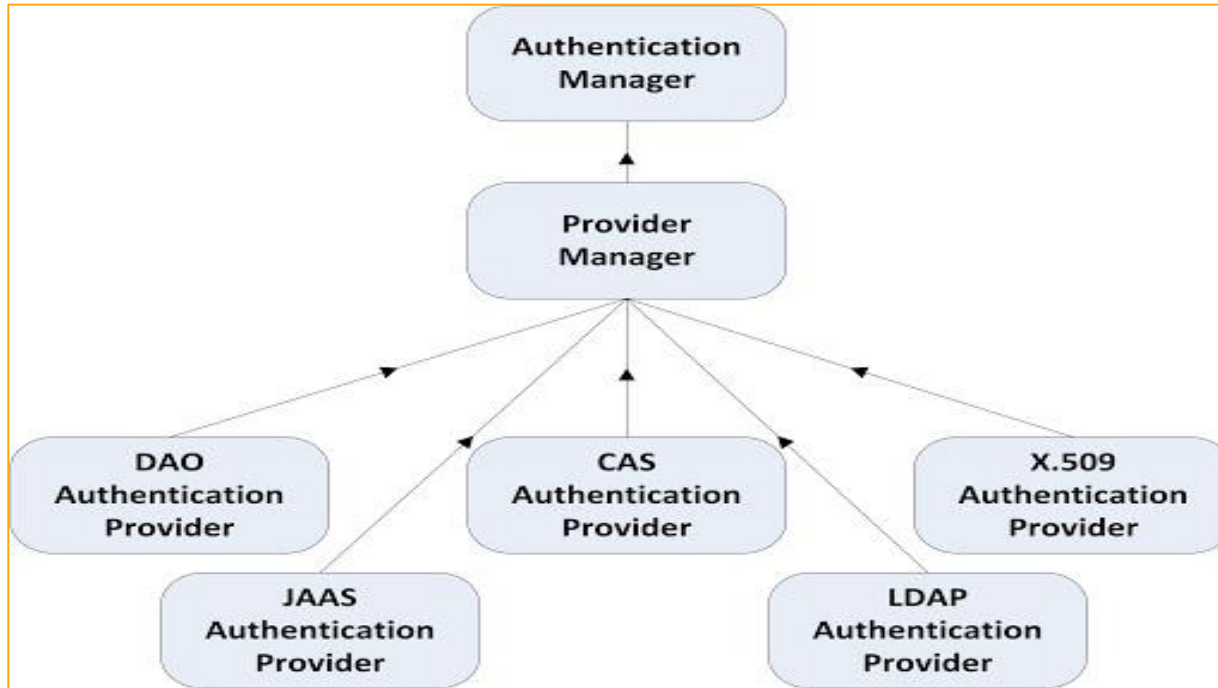 Authentication
Manager
Provider
Manager
DAO
Authentication
Provider
CAS
Authentication
Provider
X.509
Authentication
Provider
JAAS
Authentication
Provider
LDAP
Authentication
Provider